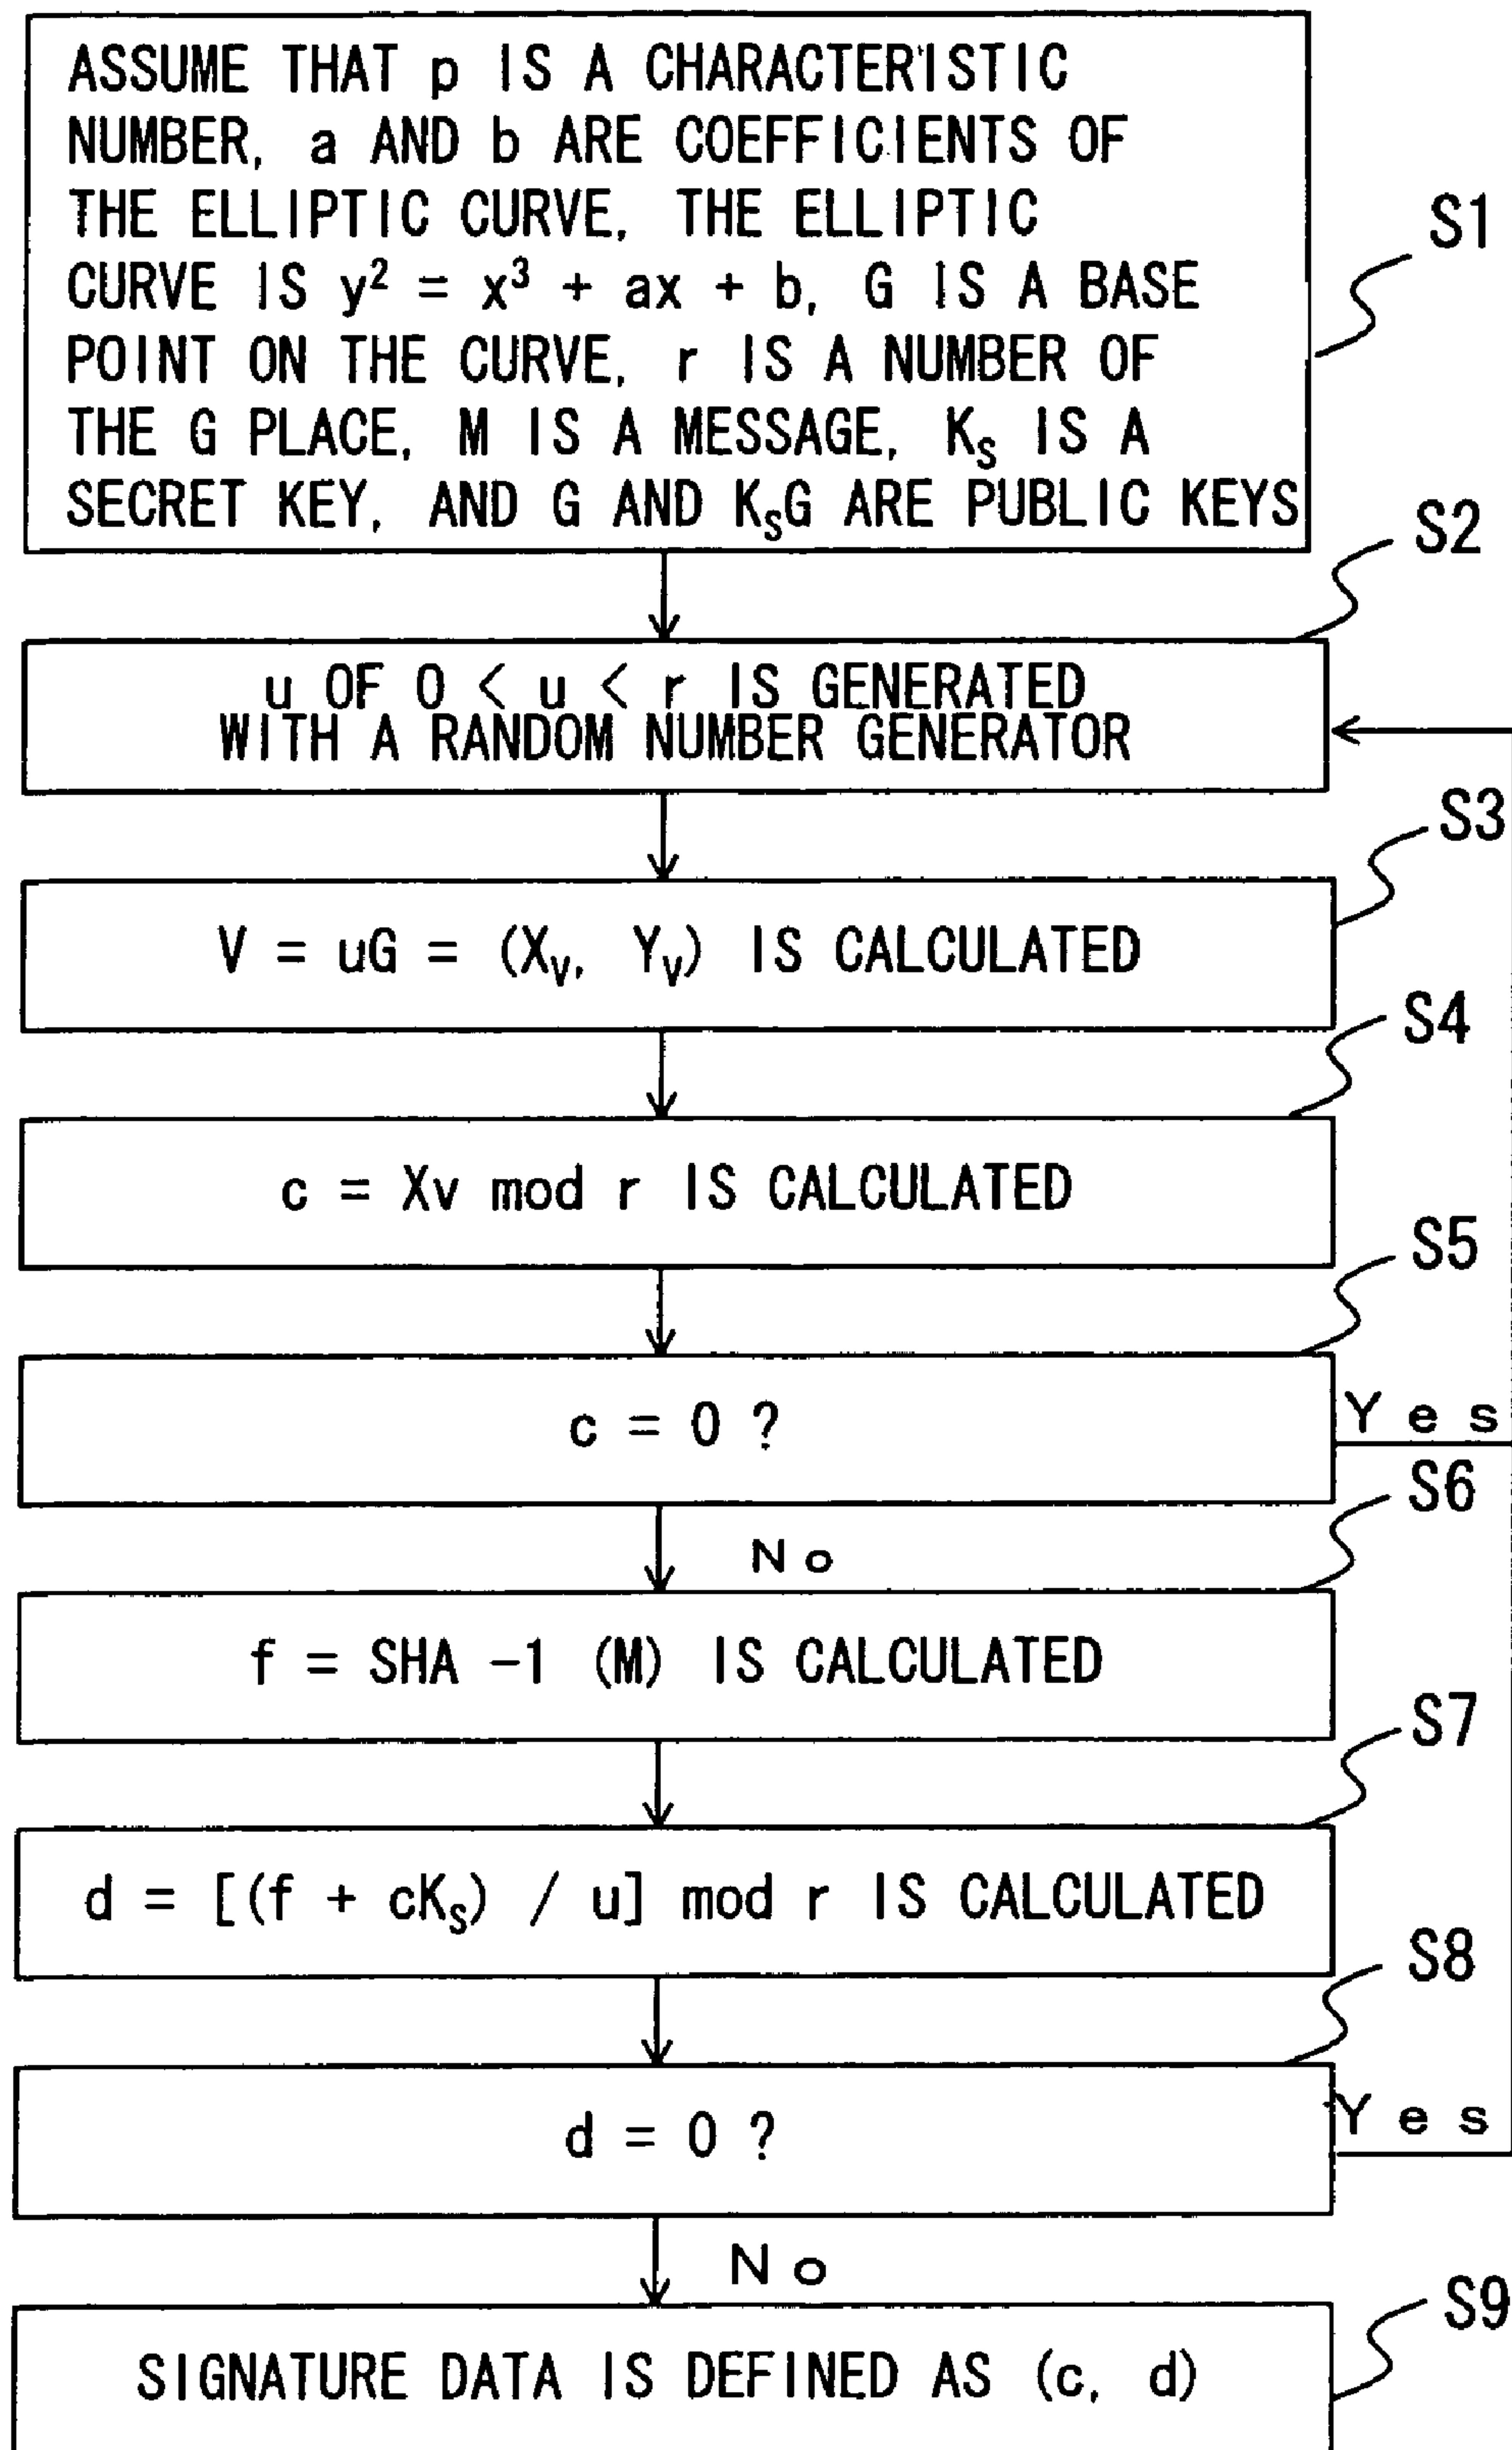 ASSUME THAT p IS A CHARACTERISTIC
NUMBER, a AND b ARE COEFFICIENTS OF
THE ELLIPTIC CURVE, THE ELLIPTIC
CURVE IS y² = x³ + ax + b, G IS A BASE
POINT ON THE CURVE, r IS A NUMBER OF
THE G PLACE, M IS A MESSAGE, Kₛ IS A
SECRET KEY, AND G AND KₛG ARE PUBLIC KEYS
S1
S2
u OF 0 < u < r IS GENERATED
WITH A RANDOM NUMBER GENERATOR
S3
V = uG = (Xᵥ, Yᵥ) IS CALCULATED
S4
c = Xv mod r IS CALCULATED
S5
c = 0 ?
Yes
S6
No
f = SHA -1 (M) IS CALCULATED
S7
d = [(f + cKₛ) / u] mod r IS CALCULATED
S8
d = 0 ?
Yes
No
S9
SIGNATURE DATA IS DEFINED AS (c, d)